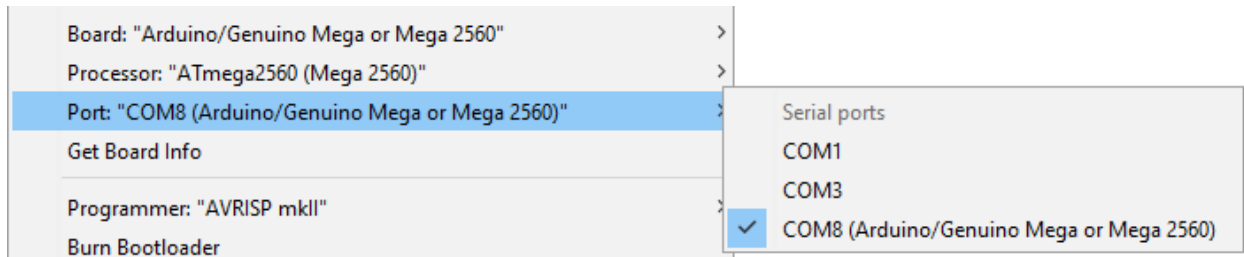 Board: "Arduino/Genuino Mega or Mega 2560"
Processor: "ATmega2560 (Mega 2560)"
Port: "COM8 (Arduino/Genuino Mega or Mega 2560)"
Get Board Info
Programmer: "AVRISP mkII"
Burn Bootloader
Serial ports
COM1
COM3
COM8 (Arduino/Genuino Mega or Mega 2560)